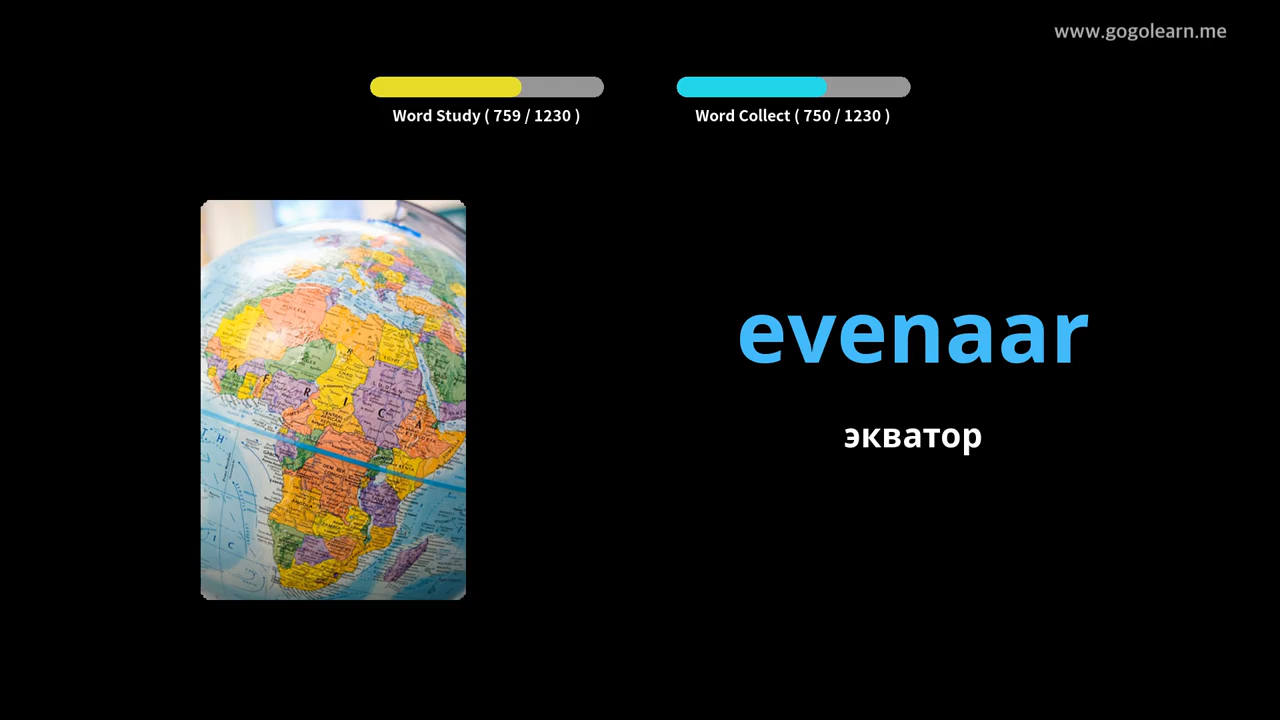 www.gogolearn.me
Word Study ( 759 / 1230 )
Word Collect ( 750 / 1230 )
evenaar
экватор
A F R I C A